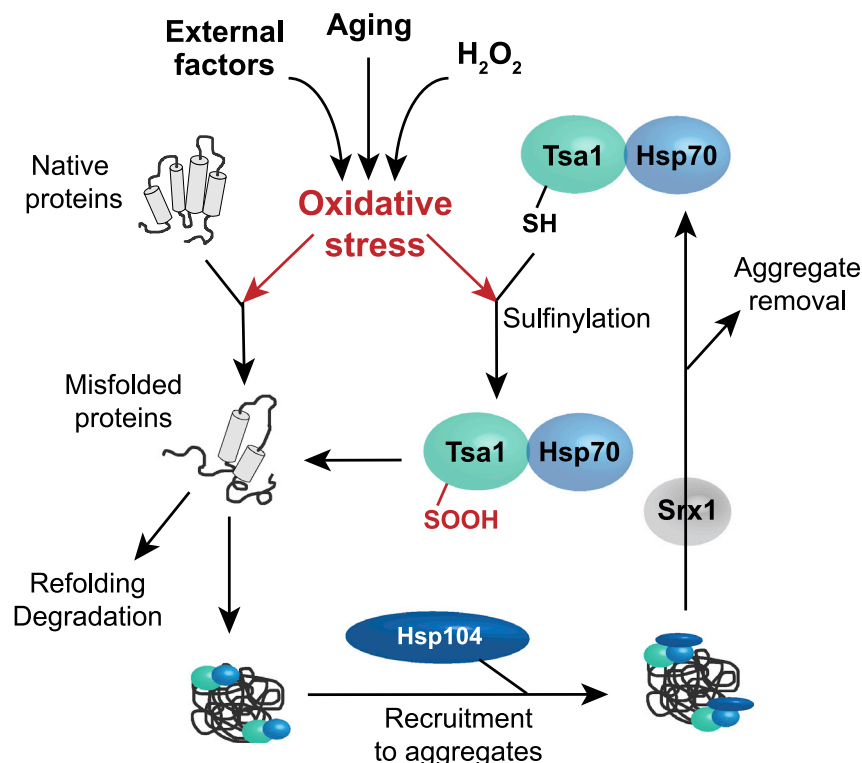 External
factors
Aging
H₂O₂
Native
proteins
Oxidative
stress
Tsa1
Hsp70
SH
Aggregate
removal
Sulfinylation
Misfolded
proteins
Tsa1
Hsp70
SOOH
Srx1
Refolding
Degradation
Hsp104
Recruitment
to aggregates